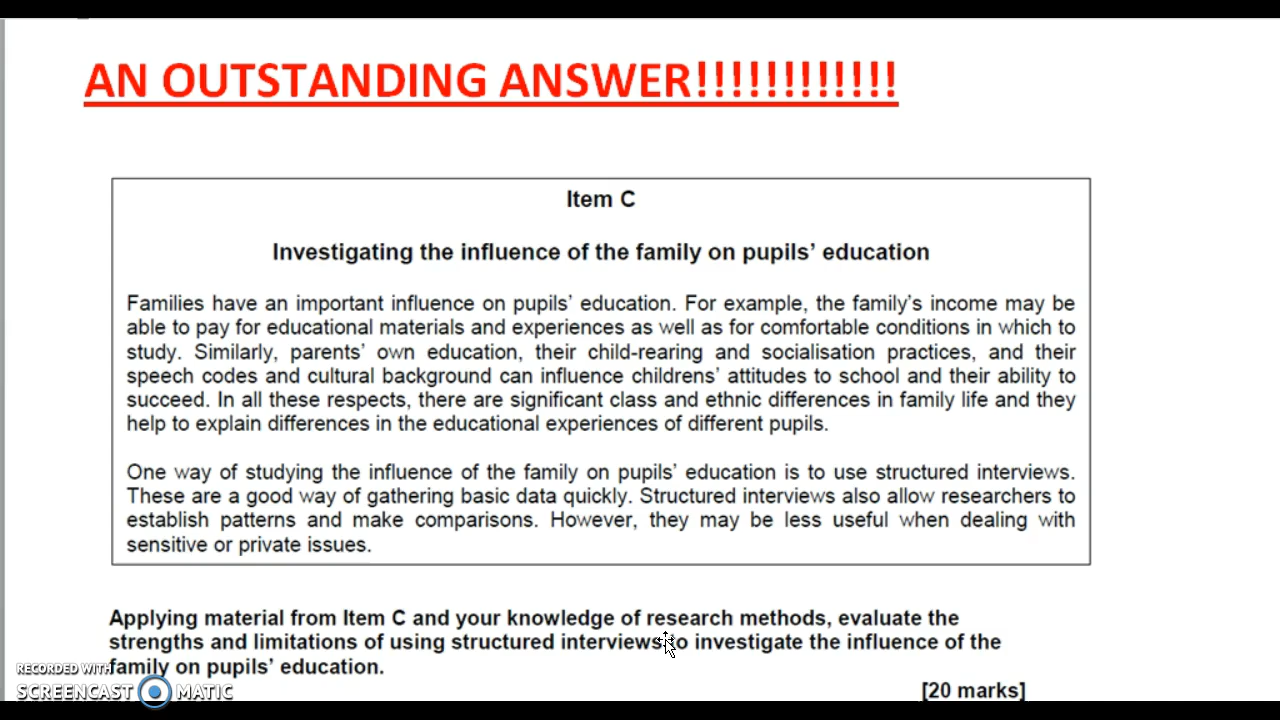 AN OUTSTANDING ANSWER!!!!!!!!!!!!
Item C
Investigating the influence of the family on pupils’ education
Families have an important influence on pupils’ education. For example, the family’s income may be
able to pay for educational materials and experiences as well as for comfortable conditions in which to
study. Similarly, parents’ own education, their child-rearing and socialisation practices, and their
speech codes and cultural background can influence childrens’ attitudes to school and their ability to
succeed. In all these respects, there are significant class and ethnic differences in family life and they
help to explain differences in the educational experiences of different pupils.
One way of studying the influence of the family on pupils’ education is to use structured interviews.
These are a good way of gathering basic data quickly. Structured interviews also allow researchers to
establish patterns and make comparisons. However, they may be less useful when dealing with
sensitive or private issues.
Applying material from Item C and your knowledge of research methods, evaluate the
strengths and limitations of using structured interviews to investigate the influence of the
family on pupils’ education.
[20 marks]
RECORDED WITH
SCREENCAST MATIC